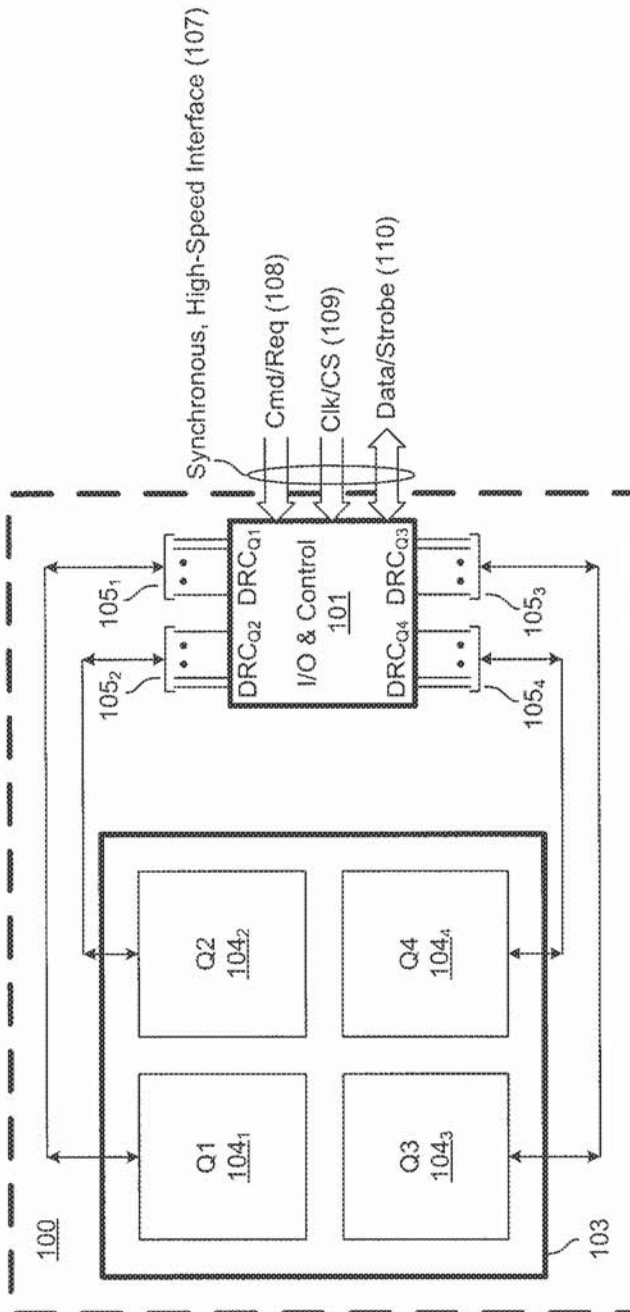 100
Q1
104₁
Q2
104₂
Q3
104₃
Q4
104₄
103
105₂
105₁
DRC_Q2 DRC_Q1
I/O & Control
101
DRC_Q4 DRC_Q3
105₄
105₃
Synchronous, High-Speed Interface (107)
Cmd/Req (108)
Clk/CS (109)
Data/Strobe (110)